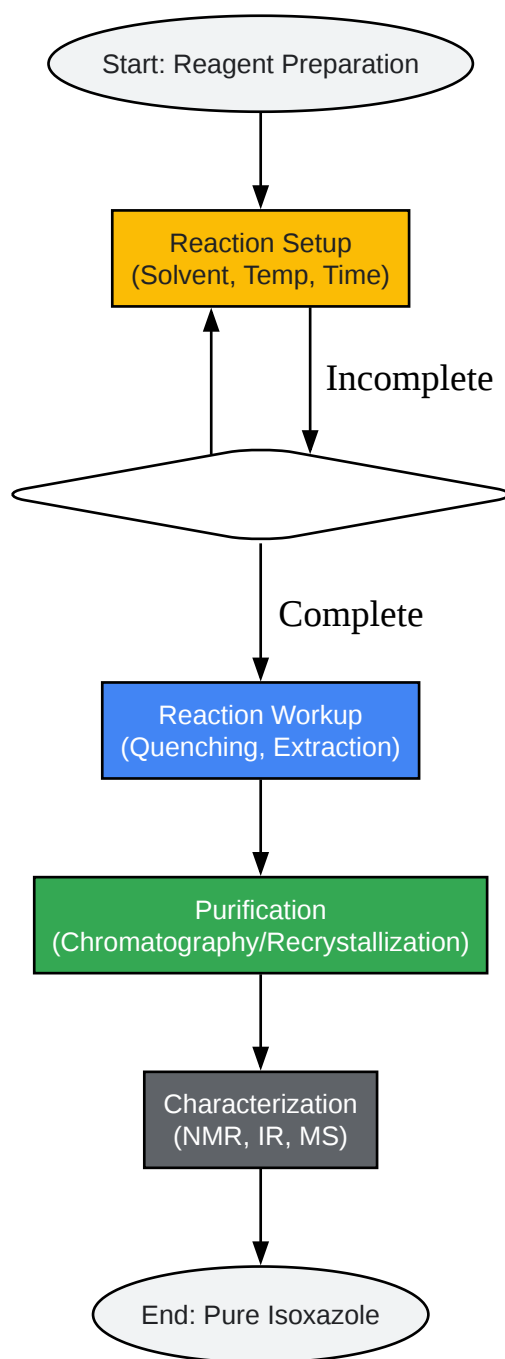 Start: Reagent Preparation
Reaction Setup
(Solvent, Temp, Time)
Incomplete
Complete
Reaction Workup
(Quenching, Extraction)
Purification
(Chromatography/Recrystallization)
Characterization
(NMR, IR, MS)
End: Pure Isoxazole